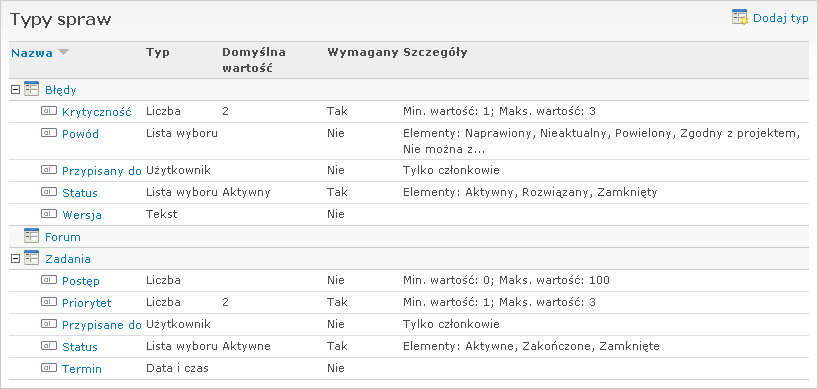 Typy spraw
Dodaj typ
Nazwa Typ Domyślna wartość Wymagany Szczegóły
Błędy
Krytyczność Liczba 2 Tak Min. wartość: 1; Maks. wartość: 3
Powód Lista wyboru Nie Elementy: Naprawiony, Nieaktualny, Powielony, Zgodny z projektem,
Nie można z...
Przypisany do Użytkownik Nie Tylko członkowie
Status Lista wyboru Aktywny Tak Elementy: Aktywny, Rozwiązany, Zamknięty
Wersja Tekst Nie
Forum
Zadania
Postęp Liczba Nie Min. wartość: 0; Maks. wartość: 100
Priorytet Liczba 2 Tak Min. wartość: 1; Maks. wartość: 3
Przypisane do Użytkownik Nie Tylko członkowie
Status Lista wyboru Aktywne Tak Elementy: Aktywne, Zakończone, Zamknięte
Termin Data i czas Nie